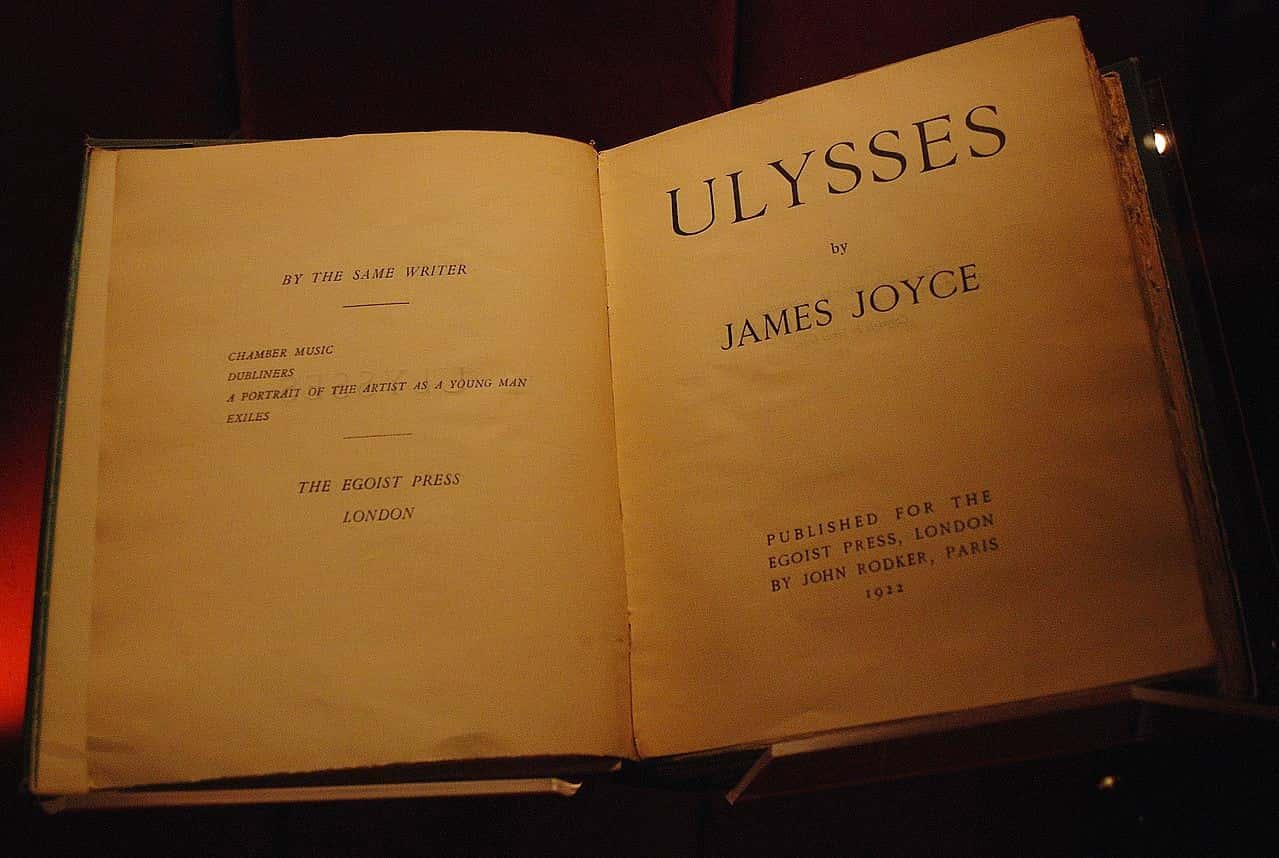 BY THE SAME WRITER
CHAMBER MUSIC
DUBLINERS
A PORTRAIT OF THE ARTIST AS A YOUNG MAN
EXILES
THE EGOIST PRESS
LONDON
ULYSSES
by
JAMES JOYCE
PUBLISHED FOR THE
EGOIST PRESS, LONDON
BY JOHN RODKER, PARIS
1922